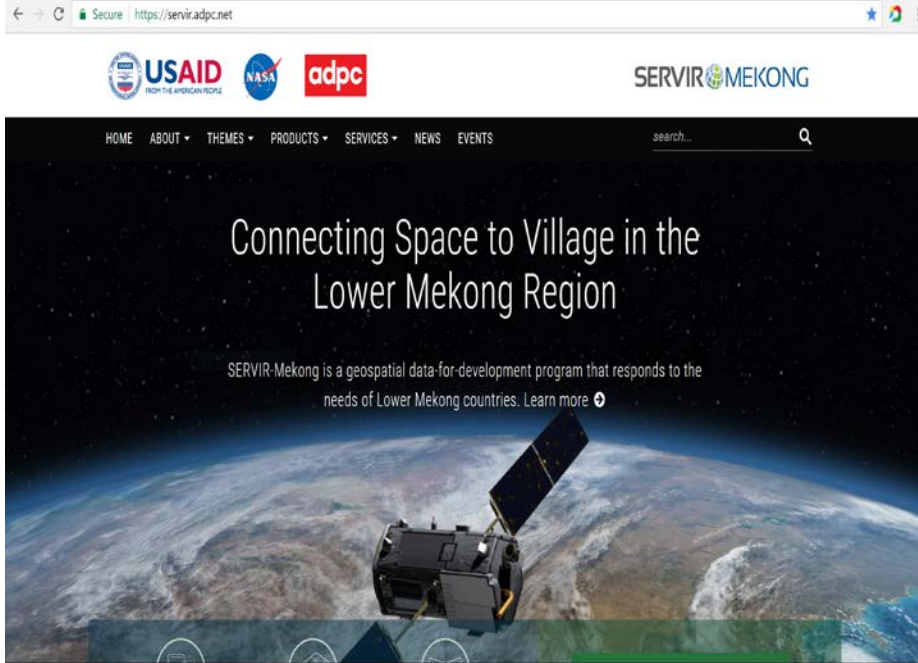 Secure https://servir.adpc.net
USAID
FROM THE AMERICAN PEOPLE
NASA
adpc
SERVIR MEKONG
HOME ABOUT THEMES PRODUCTS SERVICES NEWS EVENTS search...
Connecting Space to Village in the
Lower Mekong Region
SERVIR-Mekong is a geospatial data-for-development program that responds to the
needs of Lower Mekong countries. Learn more